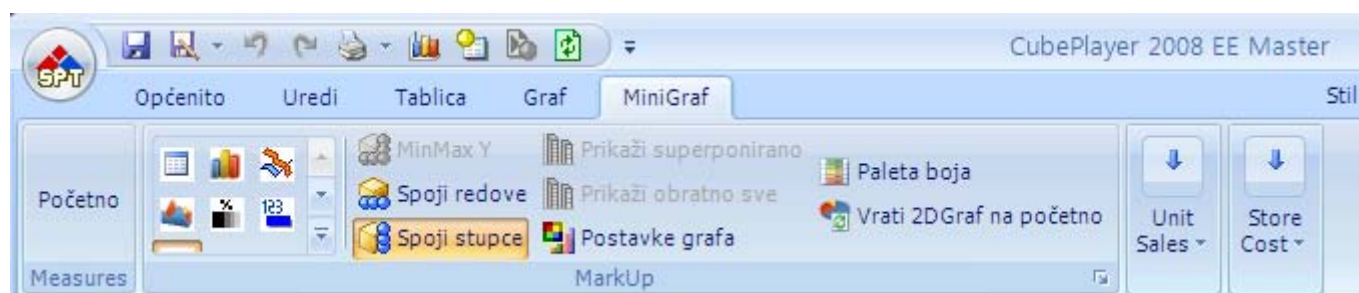 CubePlayer 2008 EE Master
SPT
Općenito Uredi Tablica Graf MiniGraf Stil
MinMax Y Prikaži superponirano
Paleta boja
Početno 123 Spoji redove Prikaži obratno sve
Vrati 2DGraf na početno
Unit Sales Store Cost
Spoji stupce Postavke grafa
Measures MarkUp